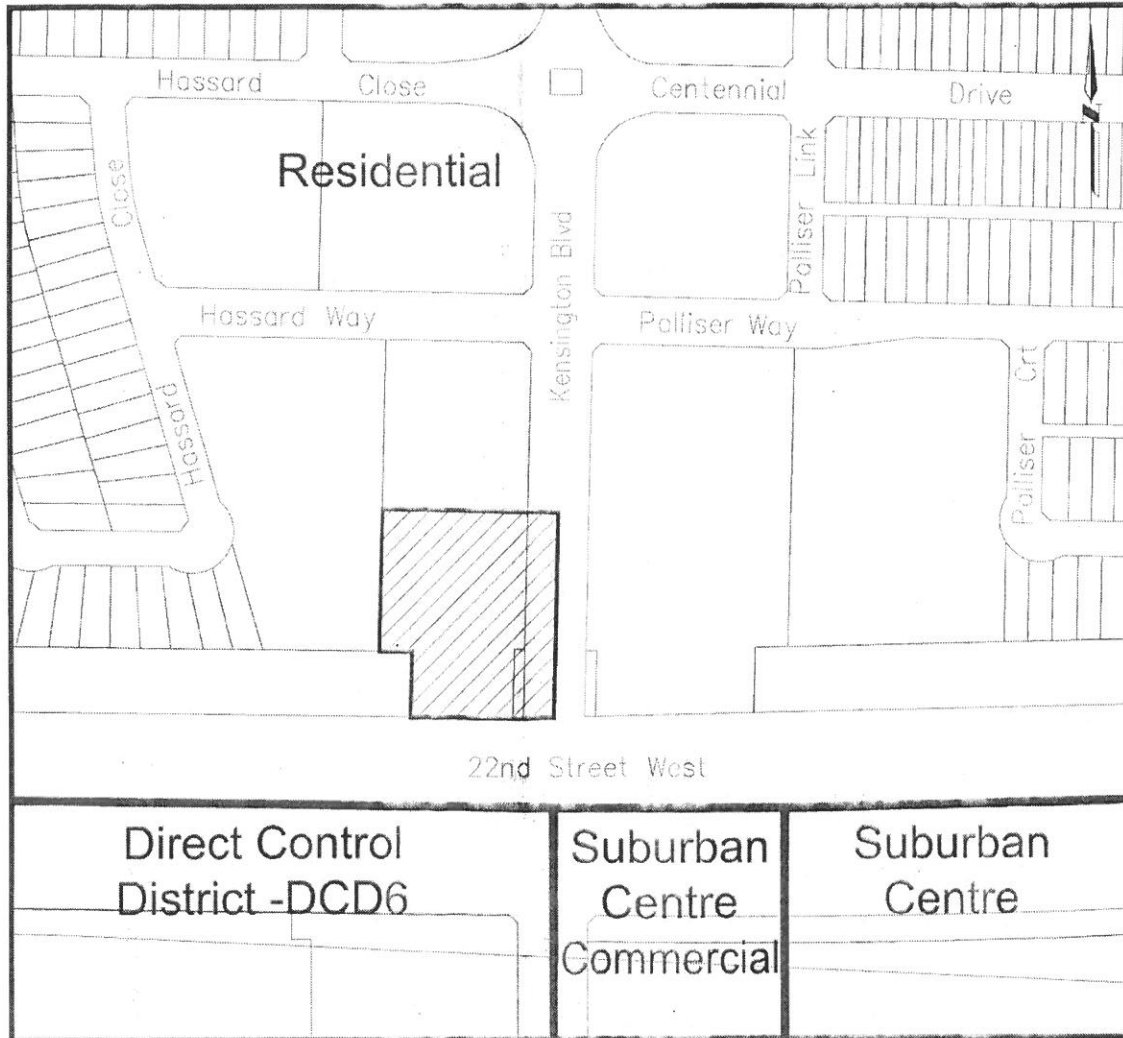 Hassard Close
Centennial Drive
N
Residential
Close
Palliser Link
Kensington Blvd
Hassard Way
Palliser Way
Hassard
Palliser Crt
22nd Street West
Direct Control
District -DCD6
Suburban
Centre
Commercial
Suburban
Centre